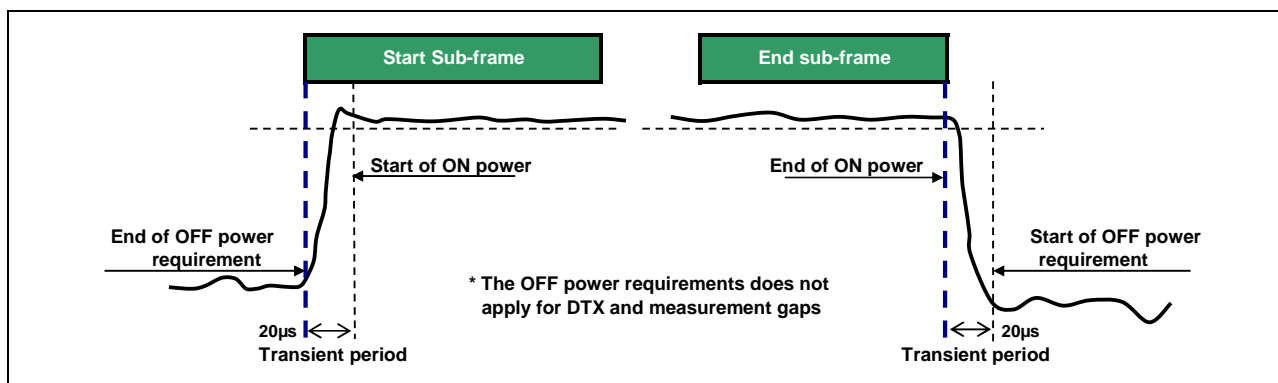 Start Sub-frame
End sub-frame
Start of ON power
End of ON power
End of OFF power
requirement
Start of OFF power
requirement
* The OFF power requirements does not
apply for DTX and measurement gaps
20µs
20µs
Transient period
Transient period